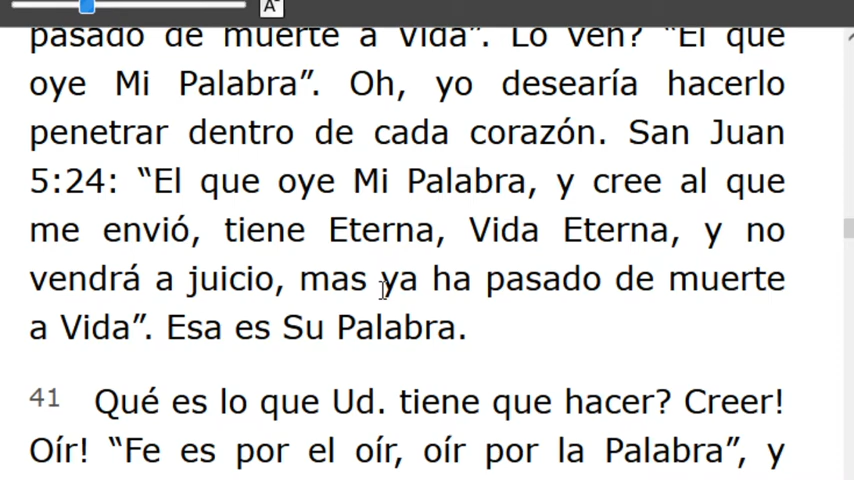 A
pasado de muerte a Vida”. Lo ven? “El que
oye Mi Palabra”. Oh, yo desearía hacerlo
penetrar dentro de cada corazón. San Juan
5:24: “El que oye Mi Palabra, y cree al que
me envió, tiene Eterna, Vida Eterna, y no
vendrá a juicio, mas ya ha pasado de muerte
a Vida”. Esa es Su Palabra.
41 Qué es lo que Ud. tiene que hacer? Creer!
Oír! “Fe es por el oír, oír por la Palabra”, y